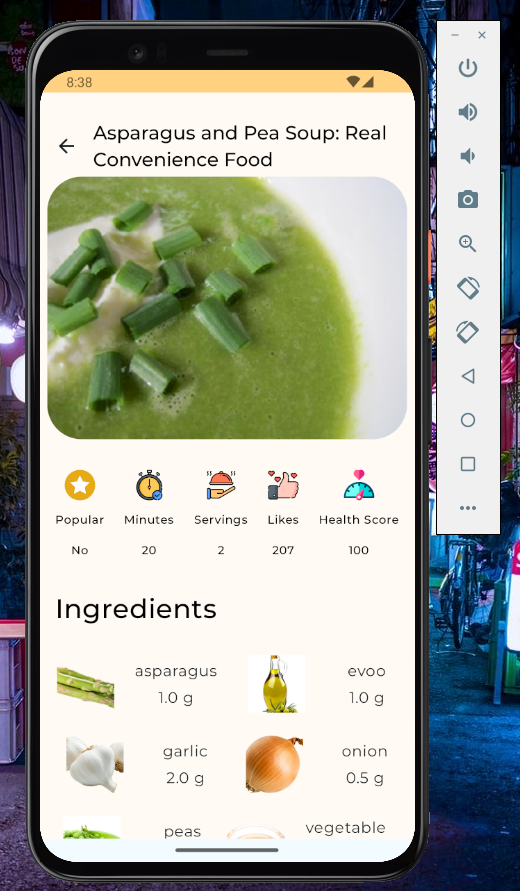 8:38
Asparagus and Pea Soup: Real
Convenience Food
Popular
Minutes
Servings
Likes
Health Score
No
20
2
207
100
Ingredients
asparagus
1.0 g
evoo
1.0 g
garlic
2.0 g
onion
0.5 g
peas
vegetable